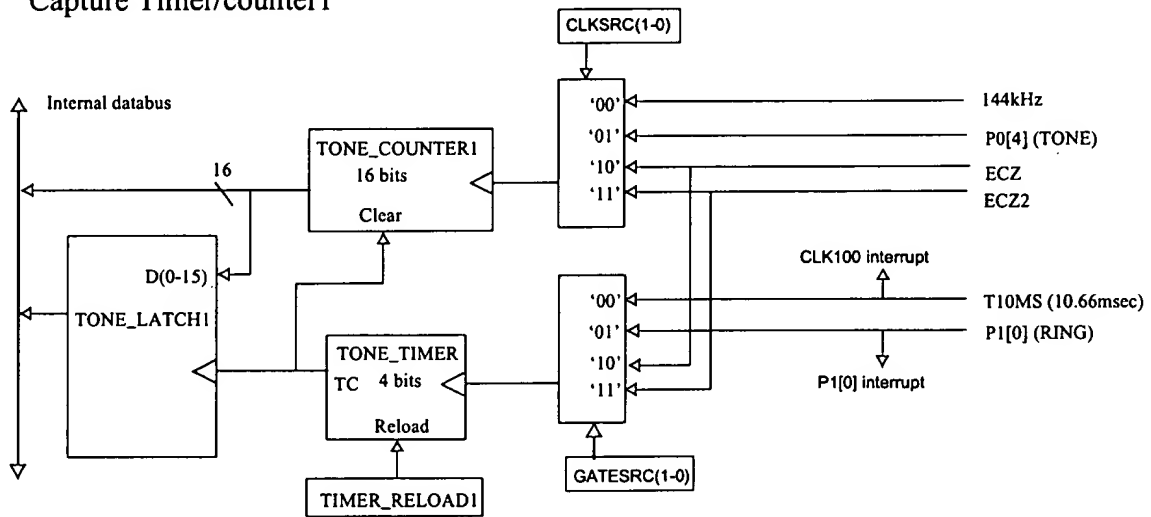 Capture Timer/counter1
CLKSRC(1-0)
Internal databus
'00'
144kHz
TONE_COUNTER1
16 bits
Clear
16
'01'
P0[4] (TONE)
'10'
ECZ
'11'
ECZ2
CLK100 interrupt
D(0-15)
TONE_LATCH1
'00'
T10MS (10.66msec)
'01'
P1[0] (RING)
TONE_TIMER
TC 4 bits
Reload
'10'
'11'
P1[0] interrupt
GATESRC(1-0)
TIMER_RELOAD1